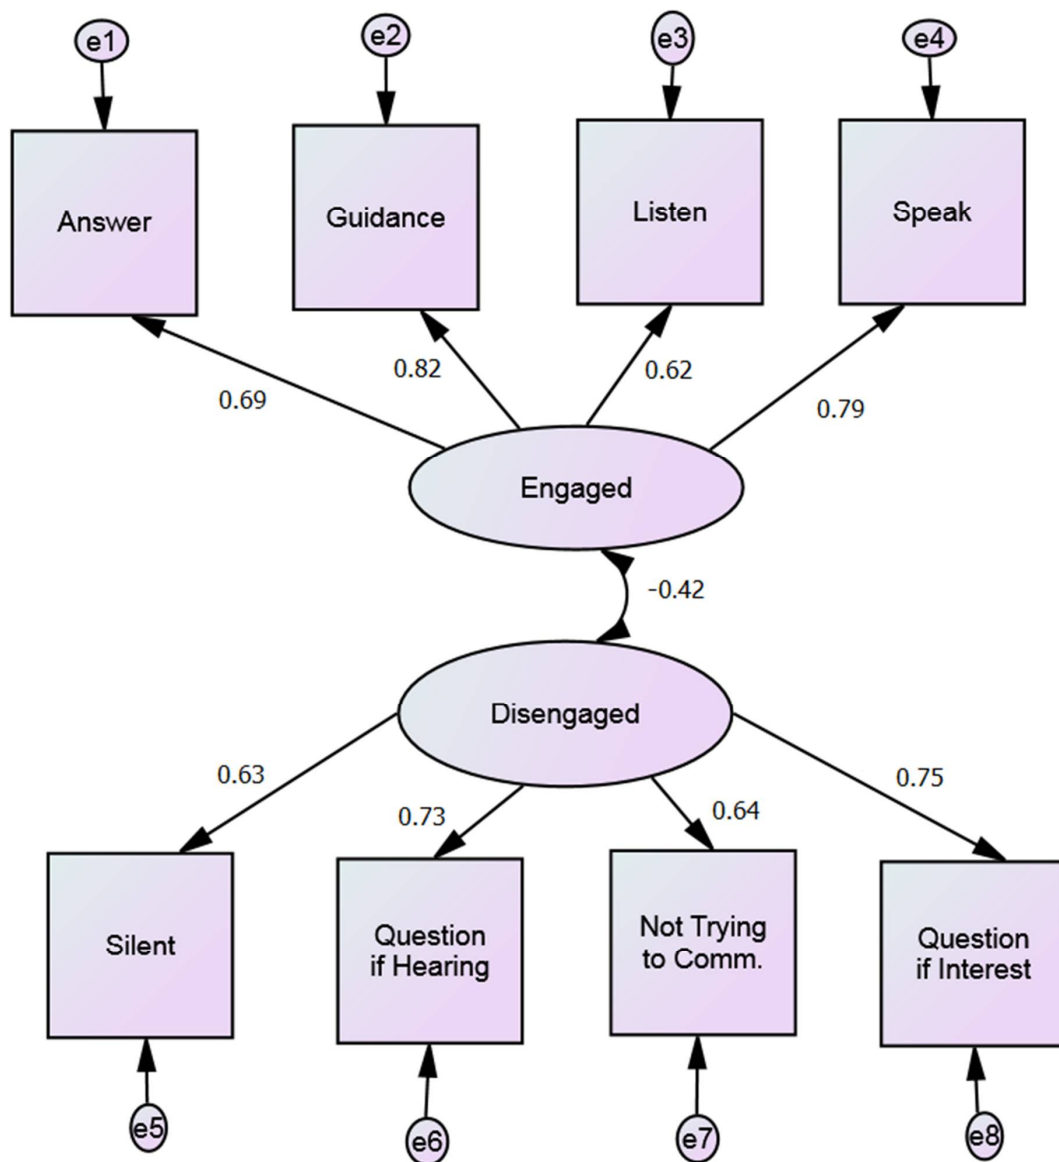 e1
e2
e3
e4
Answer
Guidance
Listen
Speak
0.69
0.82
0.62
0.79
Engaged
-0.42
Disengaged
0.63
0.73
0.64
0.75
Silent
Question
if Hearing
Not Trying
to Comm.
Question
if Interest
e5
e6
e7
e8